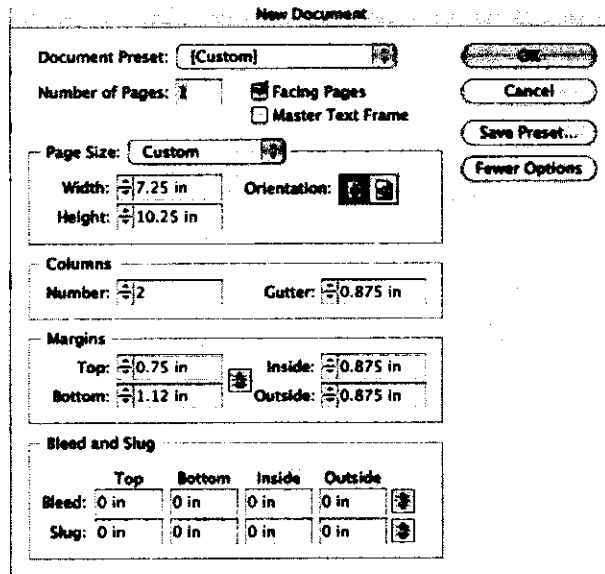 New Document
Document Preset: [Custom]
OK
Number of Pages: 1
Facing Pages
Cancel
Master Text Frame
Save Preset...
Page Size: Custom
Fewer Options
Width: 7.25 in
Orientation:
Height: 10.25 in
Columns
Number: 2
Gutter: 0.875 in
Margins
Top: 0.75 in
Inside: 0.875 in
Bottom: 1.12 in
Outside: 0.875 in
Bleed and Slug
Top Bottom Inside Outside
Bleed: 0 in 0 in 0 in 0 in
Slug: 0 in 0 in 0 in 0 in